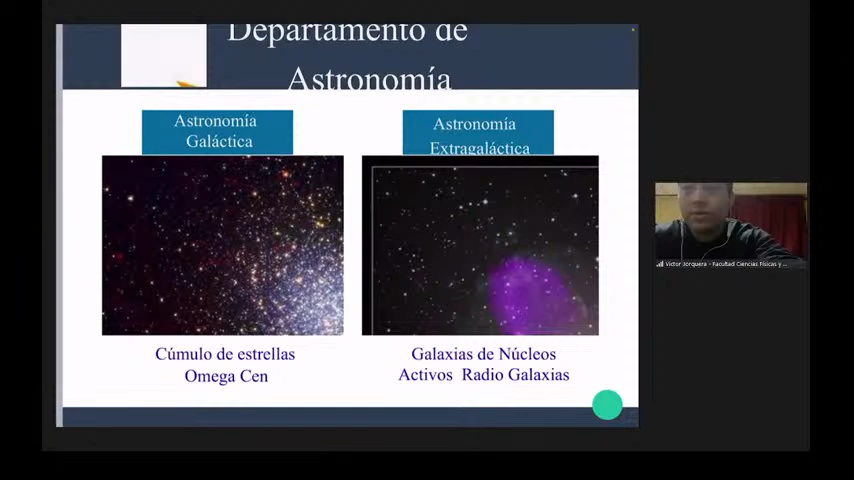 Departamento de
Astronomía
Astronomía
Galáctica
Astronomía
Extragaláctica
Cúmulo de estrellas
Omega Cen
Galaxias de Núcleos
Activos Radio Galaxias
Victor Jorquera - Facultad Ciencias Físicas y ...